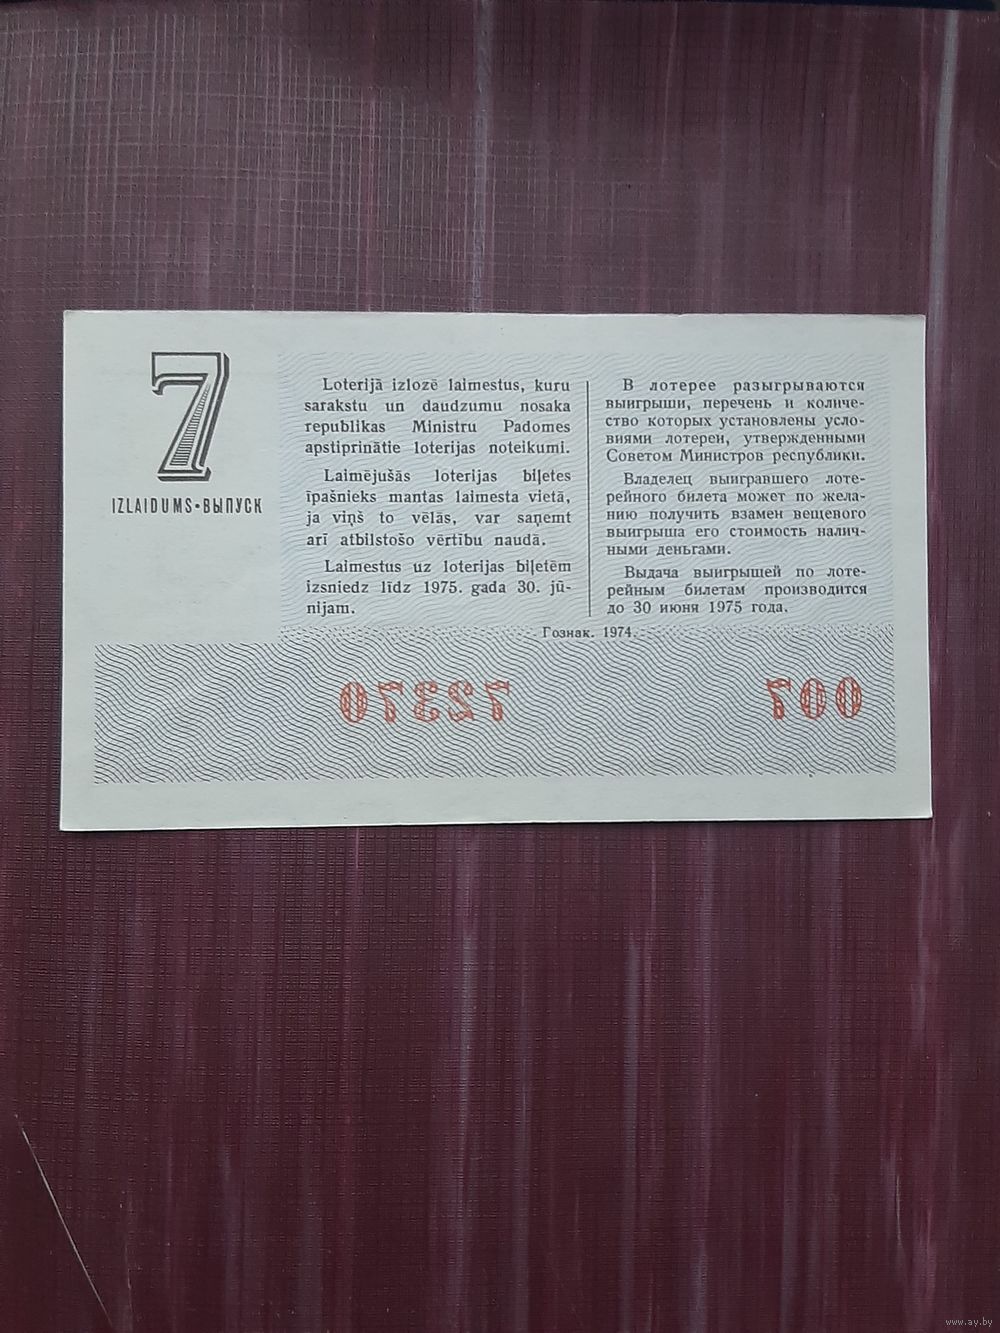 7
IZLAIDUMS•ВЫПУСК
Loterijā izlozē laimestus, kuru
sarakstu un daudzumu nosaka
republikas Ministru Padomes
apstiprinātie loterijas noteikumi.
Laimējušās loterijas biļetes
īpašnieks mantas laimesta vietā,
ja viņš to vēlās, var saņemt
arī atbilstošo vērtību naudā.
Laimestus uz loterijas biļetēm
izsniedz līdz 1975. gada 30. jū-
nijam.
В лотерее разыгрываются
выигрыши, перечень и количе-
ство которых установлены усло-
виями лотереи, утвержденными
Советом Министров республики.
Владелец выигравшего лоте-
рейного билета может по жела-
нию получить взамен вещевого
выигрыша его стоимость налич-
ными деньгами.
Выдача выигрышей по лоте-
рейным билетам производится
до 30 июня 1975 года.
Гознак. 1974.
007 72370
www.ay.by